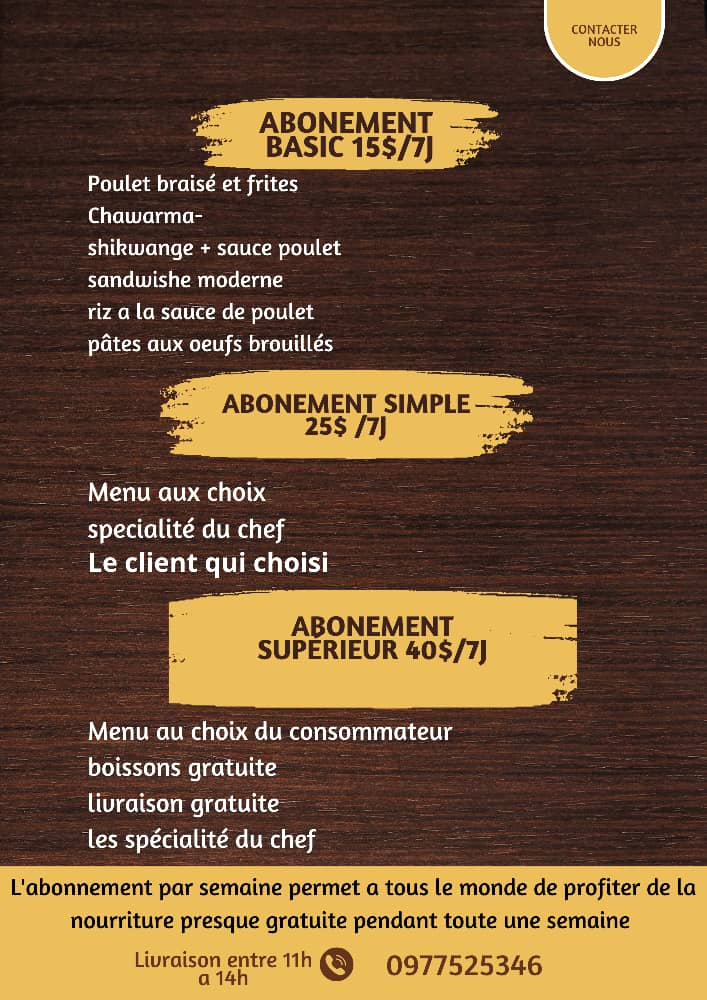 CONTACTER
NOUS
ABONEMENT
BASIC 15$/7J
Poulet braisé et frites
Chawarma-
shikwange + sauce poulet
sandwishe moderne
riz a la sauce de poulet
pâtes aux oeufs brouillés
ABONEMENT SIMPLE
25$ /7J
Menu aux choix
specialité du chef
Le client qui choisi
ABONEMENT
SUPÉRIEUR 40$/7J
Menu au choix du consommateur
boissons gratuite
livraison gratuite
les spécialité du chef
L'abonnement par semaine permet a tous le monde de profiter de la
nourriture presque gratuite pendant toute une semaine
Livraison entre 11h
a 14h
0977525346